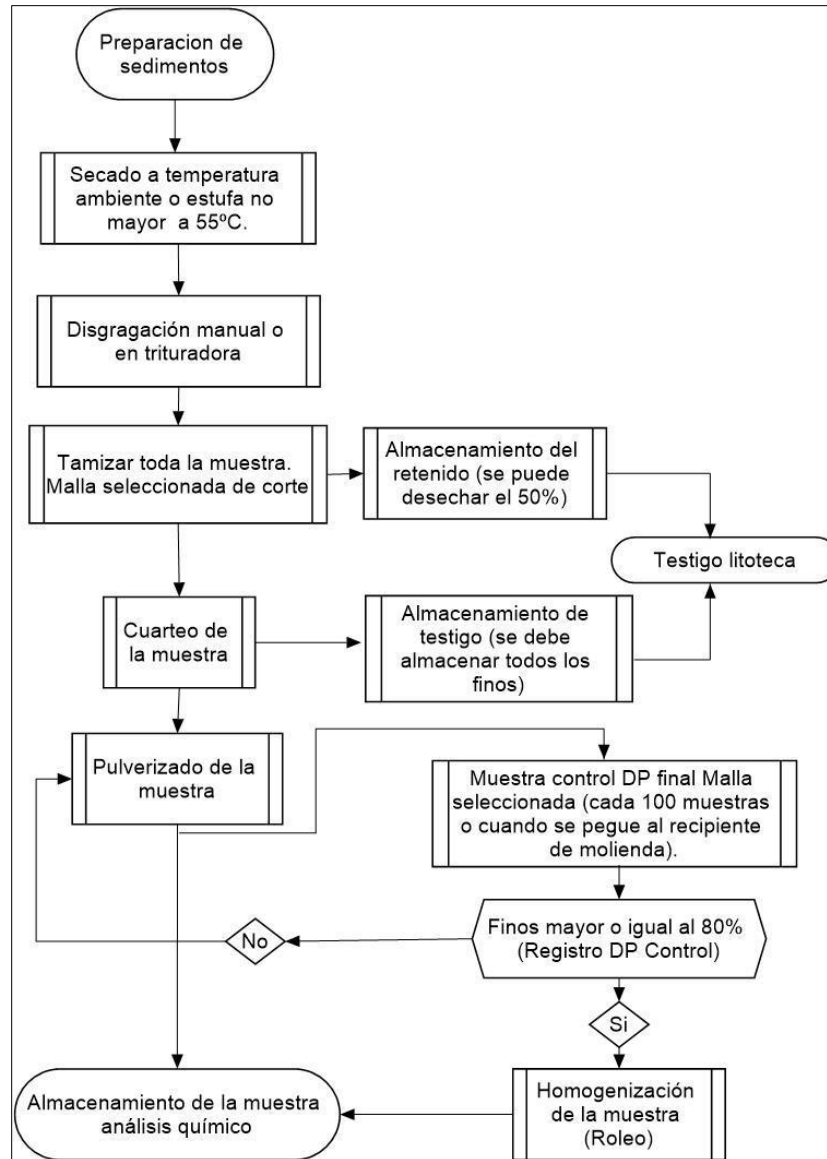 Preparacion de
sedimentos
Secado a temperatura
ambiente o estufa no
mayor a 55ºC.
Disgragación manual o
en trituradora
Tamizar toda la muestra.
Malla seleccionada de corte
Almacenamiento del
retenido (se puede
desechar el 50%)
Testigo litoteca
Cuarteo de
la muestra
Almacenamiento de
testigo (se debe
almacenar todos los
finos)
Pulverizado de la
muestra
Muestra control DP final Malla
seleccionada (cada 100 muestras
o cuando se pegue al recipiente
de molienda).
Finos mayor o igual al 80%
(Registro DP Control)
No
Si
Homogenización
de la muestra
(Roleo)
Almacenamiento de la muestra
análisis químico